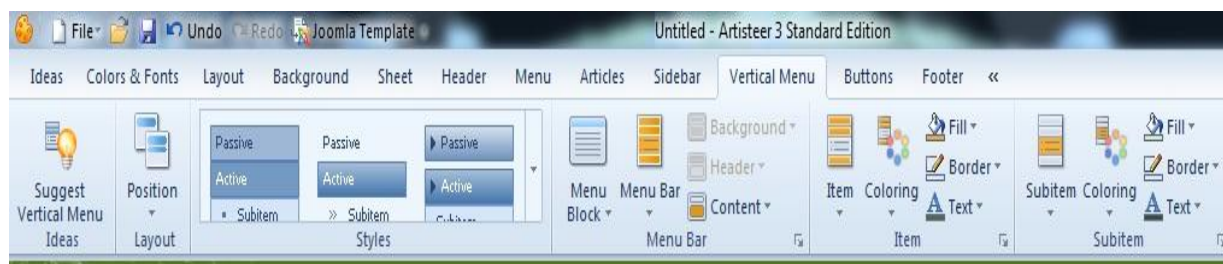 File Undo Redo Joomla Template Untitled - Artisteer 3 Standard Edition
Ideas Colors & Fonts Layout Background Sheet Header Menu Articles Sidebar Vertical Menu Buttons Footer «
Passive Passive Passive Background Fill Fill
Header Border Border
Active Active Active
Suggest Vertical Menu Position Menu Block Menu Bar Item Coloring Subitem Coloring
Subitem » Subitem Subitem Content Text Text
Ideas Layout Styles Menu Bar Item Subitem